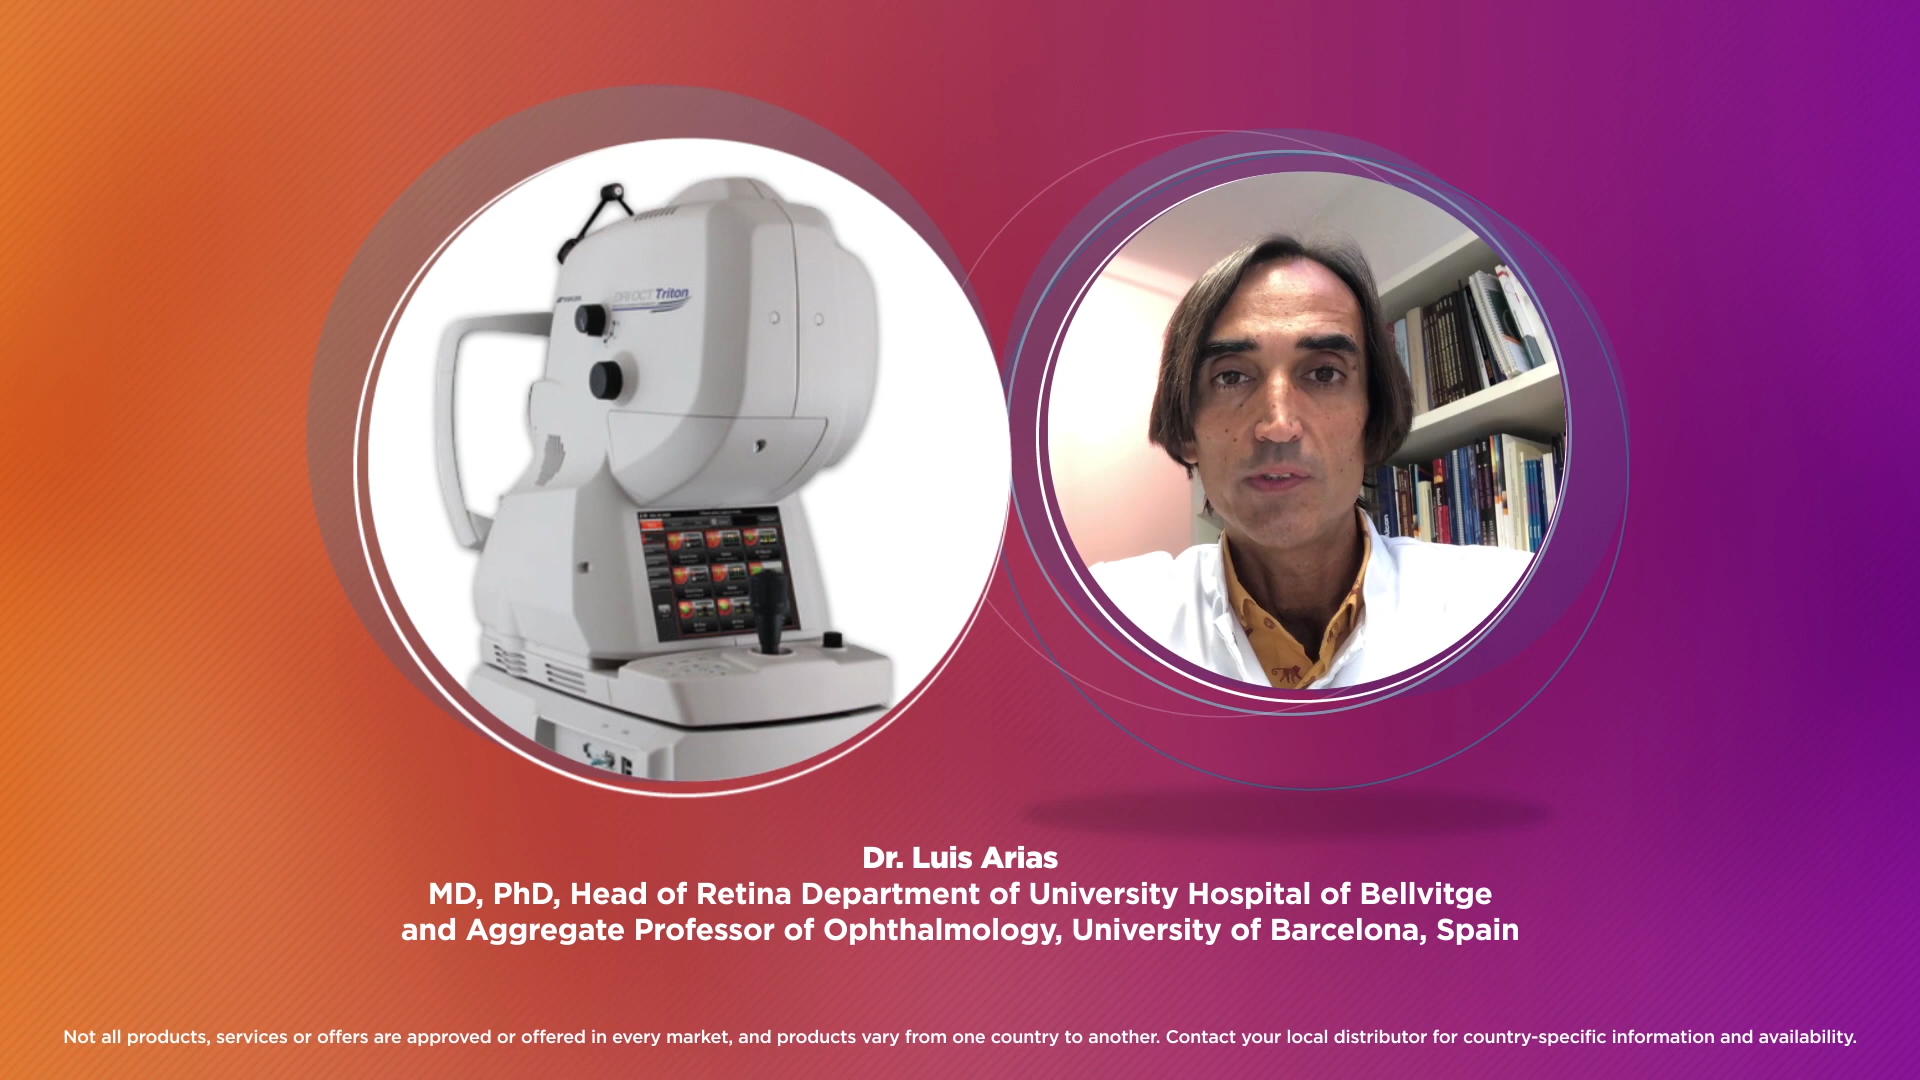 DRI OCT Triton
Dr. Luis Arias
MD, PhD, Head of Retina Department of University Hospital of Bellvitge
and Aggregate Professor of Ophthalmology, University of Barcelona, Spain
Not all products, services or offers are approved or offered in every market, and products vary from one country to another. Contact your local distributor for country-specific information and availability.